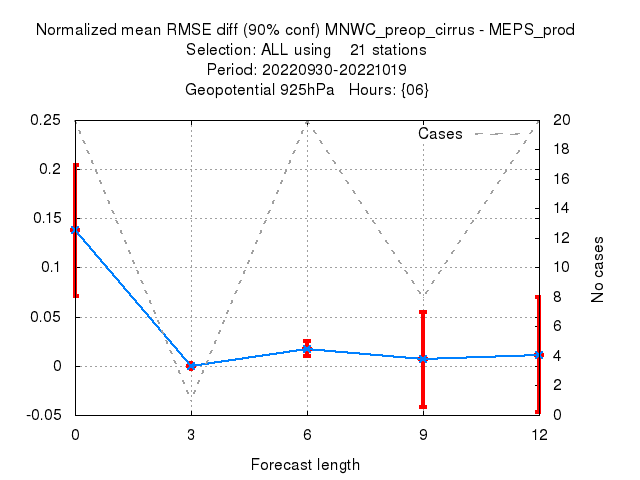 Normalized mean RMSE diff (90% conf) MNWC_preop_cirrus - MEPS_prod
Selection: ALL using 21 stations
Period: 20220930-20221019
Geopotential 925hPa Hours: {06}
Cases
0.25
0.2
0.15
0.1
0.05
0
-0.05
20
18
16
14
12
10
8
6
4
2
0
No cases
0 3 6 9 12
Forecast length